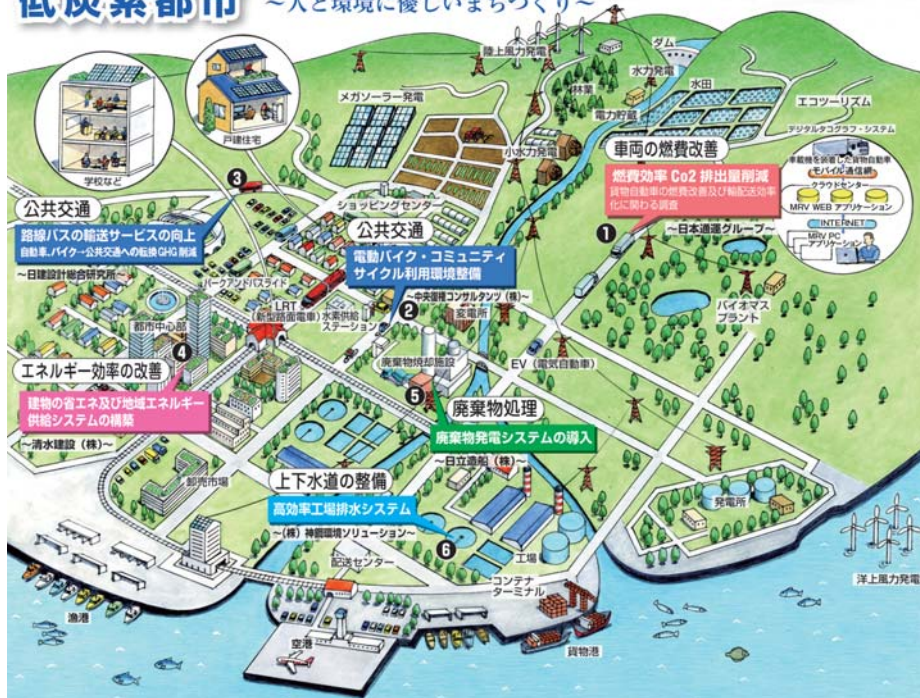 低炭素都市 ～人と環境に優しいまちづくり～
陸上風力発電
ダム
水力発電
林業
水田
電力貯蔵
エコツーリズム
メガソーラー発電
小水力発電
戸建住宅
学校など
デジタルタコグラフ・システム
車載機を装着した貨物自動車
モバイル通信網
クラウドセンター
MRV WEB アプリケーション
INTERNET
MRV PC
アプリケーション
車両の燃費改善
燃費効率 Co2 排出量削減
貨物自動車の燃費改善及び輸配送効率
化に関わる調査
～日本通運グループ～
❶
❸
公共交通
路線バスの輸送サービスの向上
自動車、バイク→公共交通への転換GHG 削減
～日建設計総合研究所～
ショッピングセンター
公共交通
電動バイク・コミュニティ
サイクル利用環境整備
～中央復建コンサルタンツ（株）～
❷
パークアンドバスライド
LRT
（新型路面電車）
水素供給
ステーション
変電所
バイオマス
プラント
都市中心部
❹
廃棄物焼却施設
EV（電気自動車）
エネルギー効率の改善
建物の省エネ及び地域エネルギー
供給システムの構築
～清水建設（株）～
❺
廃棄物処理
廃棄物発電システムの導入
～日立造船（株）～
卸売市場
上下水道の整備
高効率工場排水システム
～（株）神鋼環境ソリューション～
❻
配送センター
工場
コンテナ
ターミナル
発電所
洋上風力発電
漁港
空港
貨物港